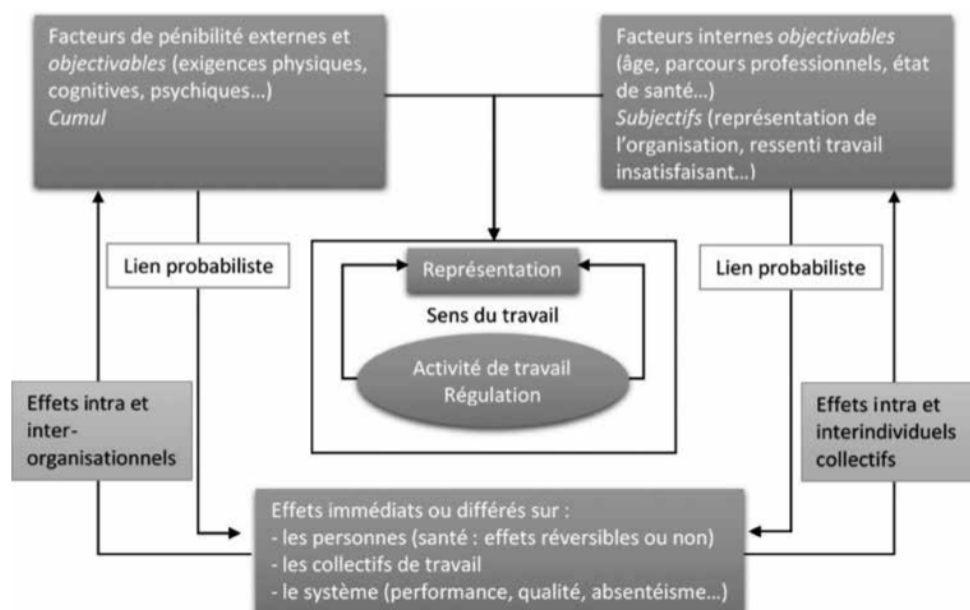 Facteurs de pénibilité externes et
objectivables (exigences physiques,
cognitives, psychiques...)
Cumul
Facteurs internes objectivables
(âge, parcours professionnels, état
de santé...)
Subjectifs (représentation de
l'organisation, ressenti travail
insatisfaisant...)
Lien probabiliste
Représentation
Lien probabiliste
Sens du travail
Activité de travail
Régulation
Effets intra et
inter-
organisationnels
Effets intra et
interindividuels
collectifs
Effets immédiats ou différés sur :
- les personnes (santé : effets réversibles ou non)
- les collectifs de travail
- le système (performance, qualité, absentéisme...)